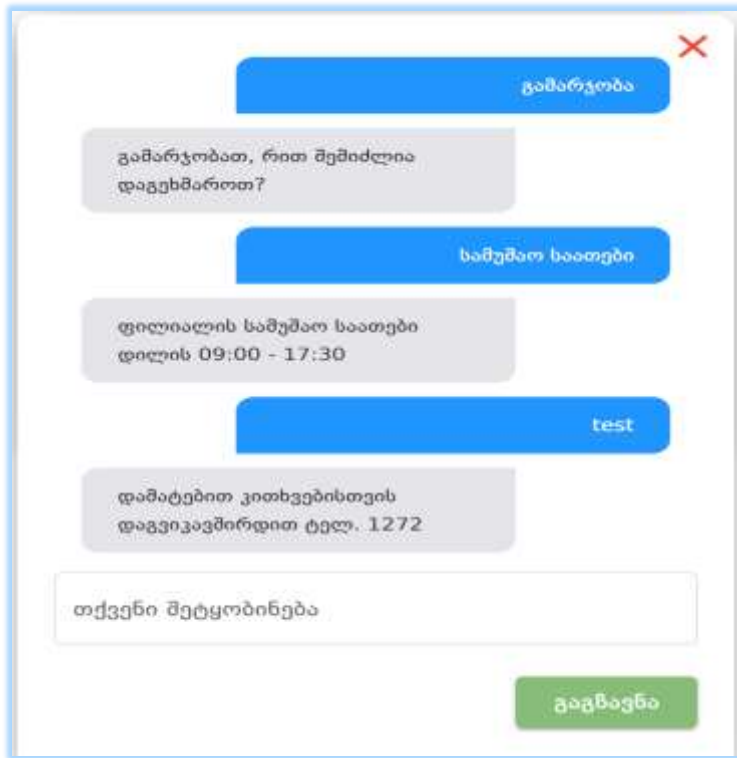 გამარჯობა
გამარჯობათ, რით შემიძლია
დაგეხმაროთ?
სამუშაო საათები
ფილიალის სამუშაო საათები
დილის 09:00 - 17:30
test
დამატებით კითხვებისთვის
დაგვიკავშირდით ტელ. 1272
თქვენი შეტყობინება
გაგზავნა